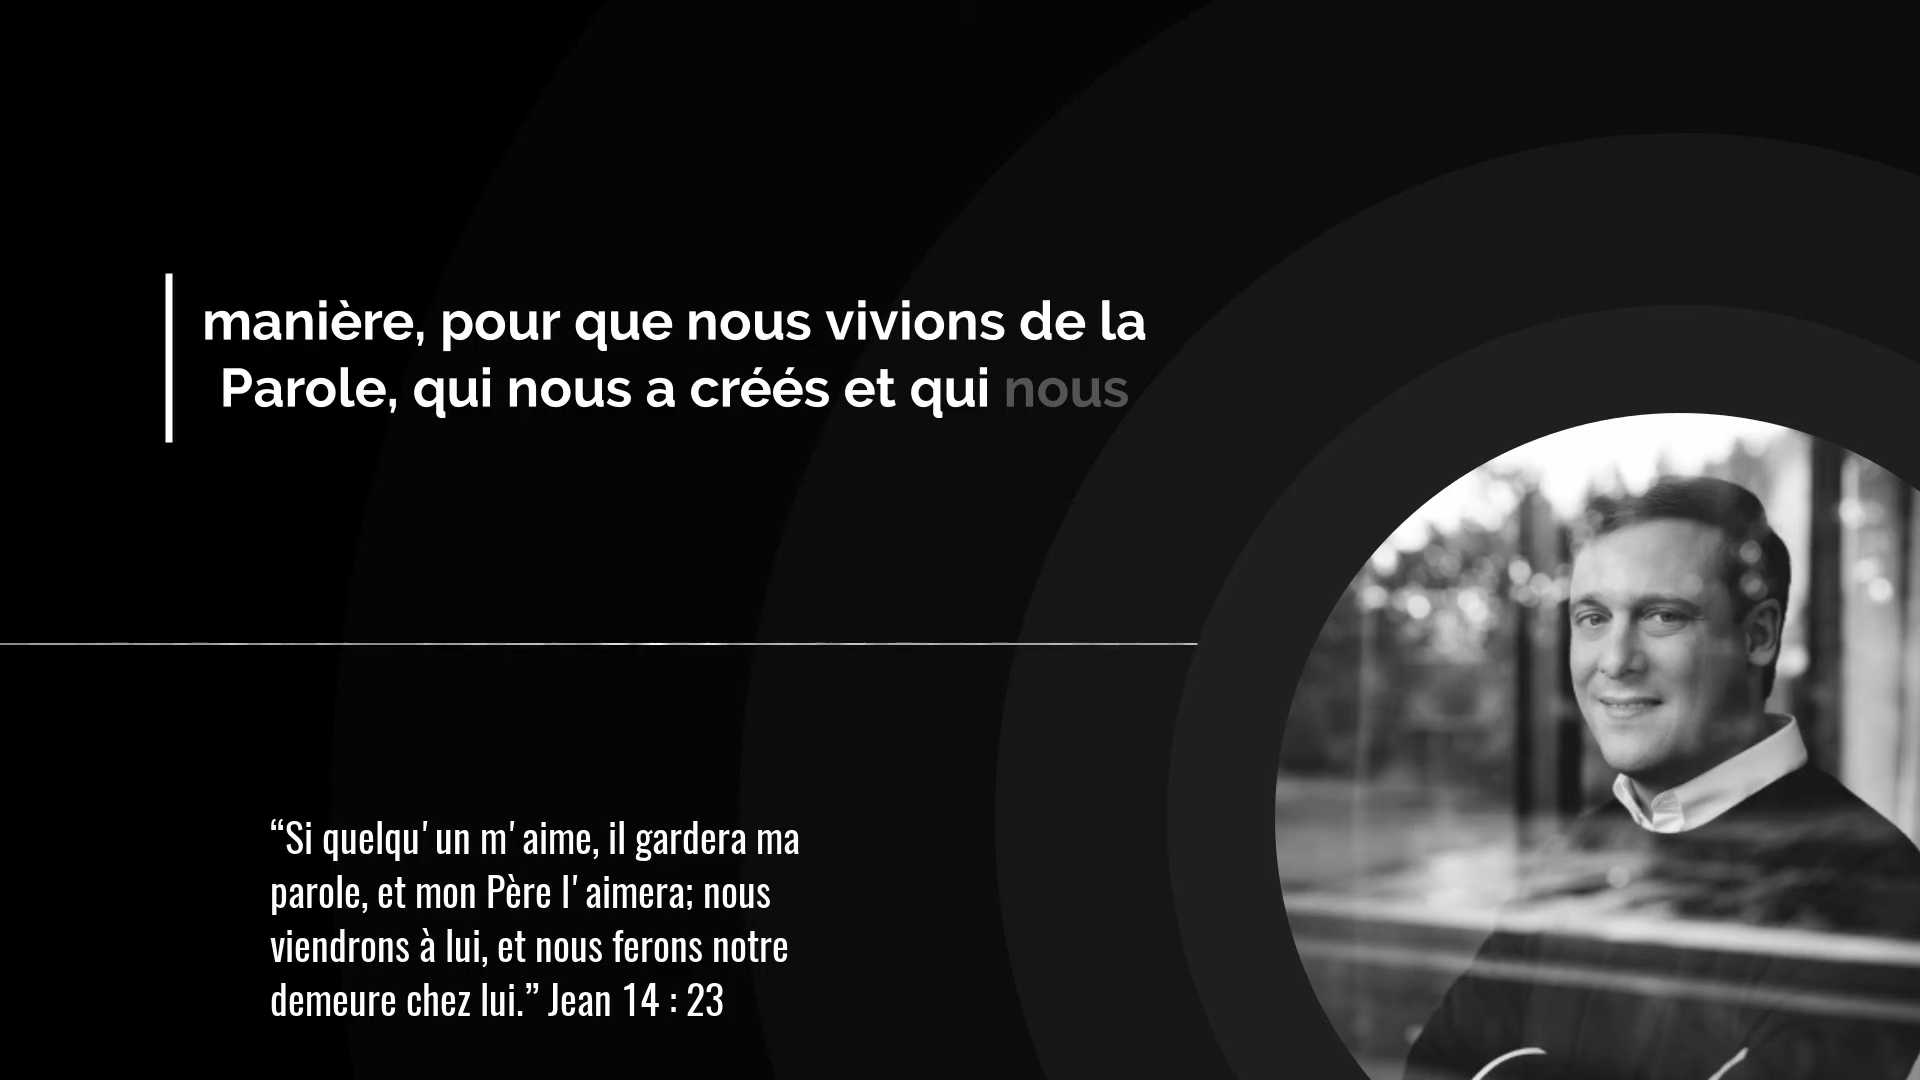 manière, pour que nous vivions de la
Parole, qui nous a créés et qui nous
“Si quelqu'un m'aime, il gardera ma
parole, et mon Père l'aimera; nous
viendrons à lui, et nous ferons notre
demeure chez lui.” Jean 14 : 23